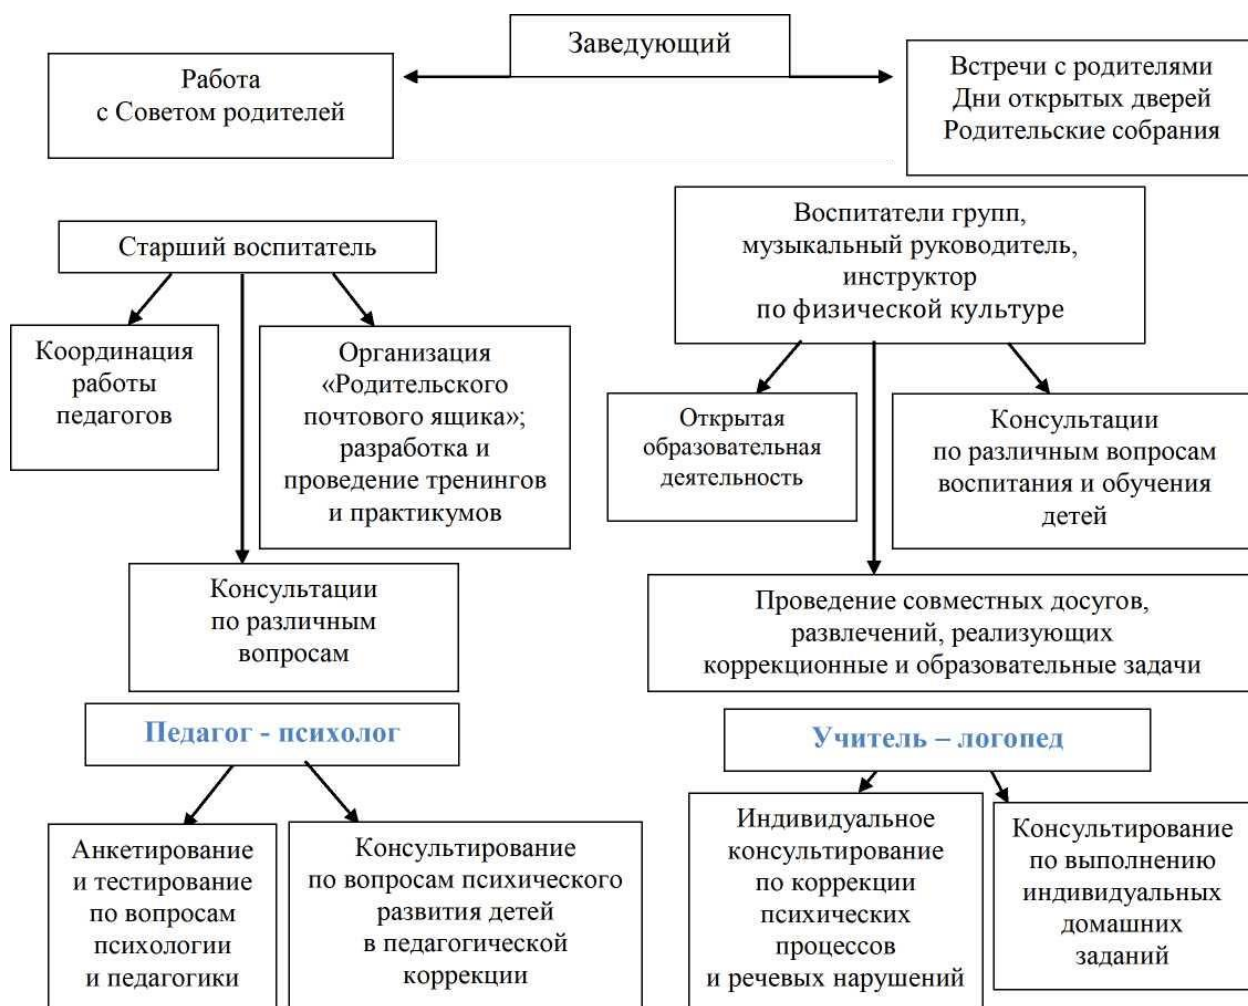 Заведующий
Работа
с Советом родителей
Встречи с родителями
Дни открытых дверей
Родительские собрания
Старший воспитатель
Координация
работы
педагогов
Организация
«Родительского
почтового ящика»;
разработка и
проведение тренингов
и практикумов
Консультации
по различным
вопросам
Воспитатели групп,
музыкальный руководитель,
инструктор
по физической культуре
Открытая
образовательная
деятельность
Консультации
по различным вопросам
воспитания и обучения
детей
Проведение совместных досугов,
развлечений, реализующих
коррекционные и образовательные задачи
Педагог - психолог
Анкетирование
и тестирование
по вопросам
психологии
и педагогики
Консультирование
по вопросам психического
развития детей
в педагогической
коррекции
Учитель – логопед
Индивидуальное
консультирование
по коррекции
психических
процессов
и речевых нарушений
Консультирование
по выполнению
индивидуальных
домашних
заданий